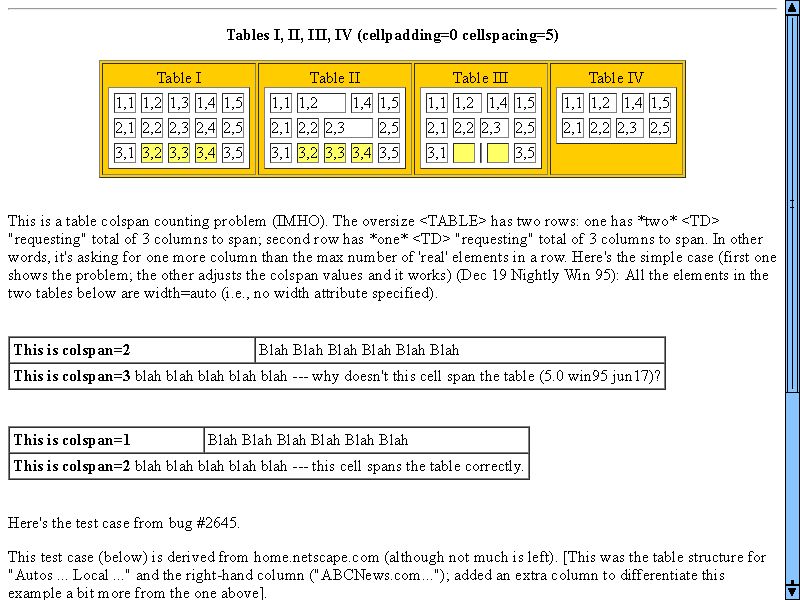 Tables I, II, III, IV (cellpadding=0 cellspacing=5)
Table I Table II Table III Table IV
1,1 1,2 1,3 1,4 1,5 1,1 1,2 1,4 1,5 1,1 1,2 1,4 1,5 1,1 1,2 1,4 1,5
2,1 2,2 2,3 2,4 2,5 2,1 2,2 2,3 2,5 2,1 2,2 2,3 2,5 2,1 2,2 2,3 2,5
3,1 3,2 3,3 3,4 3,5 3,1 3,2 3,3 3,4 3,5 3,1 3,5
This is a table colspan counting problem (IMHO). The oversize <TABLE> has two rows: one has *two* <TD>
"requesting" total of 3 columns to span; second row has *one* <TD> "requesting" total of 3 columns to span. In other
words, it's asking for one more column than the max number of 'real' elements in a row. Here's the simple case (first one
shows the problem; the other adjusts the colspan values and it works) (Dec 19 Nightly Win 95): All the elements in the
two tables below are width=auto (i.e., no width attribute specified).
This is colspan=2 Blah Blah Blah Blah Blah Blah
This is colspan=3 blah blah blah blah blah --- why doesn't this cell span the table (5.0 win95 jun17)?
This is colspan=1 Blah Blah Blah Blah Blah Blah
This is colspan=2 blah blah blah blah blah --- this cell spans the table correctly.
Here's the test case from bug #2645.
This test case (below) is derived from home.netscape.com (although not much is left). [This was the table structure for
"Autos ... Local ..." and the right-hand column ("ABCNews.com..."); added an extra column to differentiate this
example a bit more from the one above].